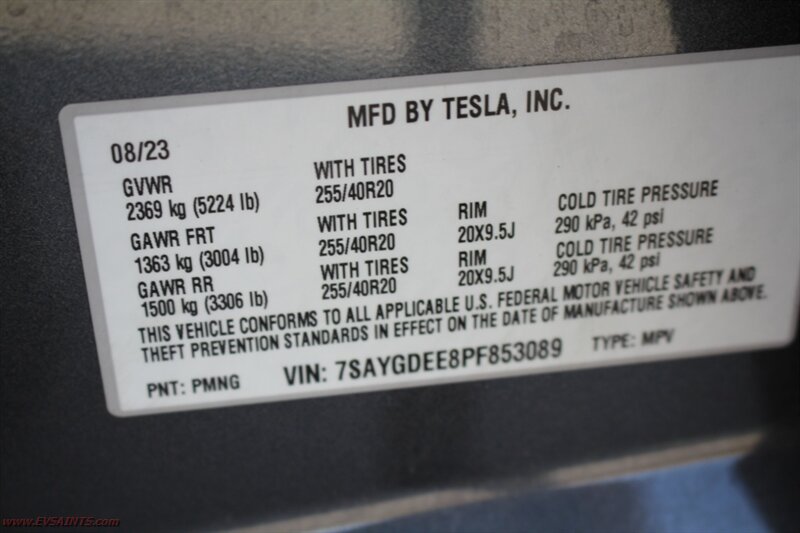 MFD BY TESLA, INC.
08/23
GVWR
2369 kg (5224 lb)
WITH TIRES
255/40R20
GAWR FRT
1363 kg (3004 lb)
WITH TIRES
255/40R20
RIM
20X9.5J
COLD TIRE PRESSURE
290 kPa, 42 psi
GAWR RR
1500 kg (3306 lb)
WITH TIRES
255/40R20
RIM
20X9.5J
COLD TIRE PRESSURE
290 kPa, 42 psi
THIS VEHICLE CONFORMS TO ALL APPLICABLE U.S. FEDERAL MOTOR VEHICLE SAFETY AND
THEFT PREVENTION STANDARDS IN EFFECT ON THE DATE OF MANUFACTURE SHOWN ABOVE.
PNT: PMNG VIN: 7SAYGDEE8PF853089 TYPE: MPV
www.EVSAINTS.com